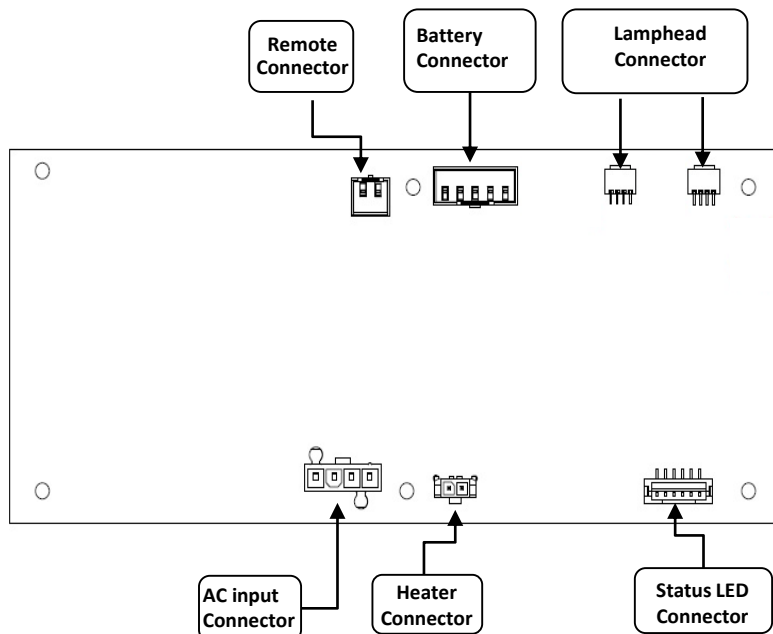 Remote
Connector
Battery
Connector
Lamphead
Connector
AC input
Connector
Heater
Connector
Status LED
Connector